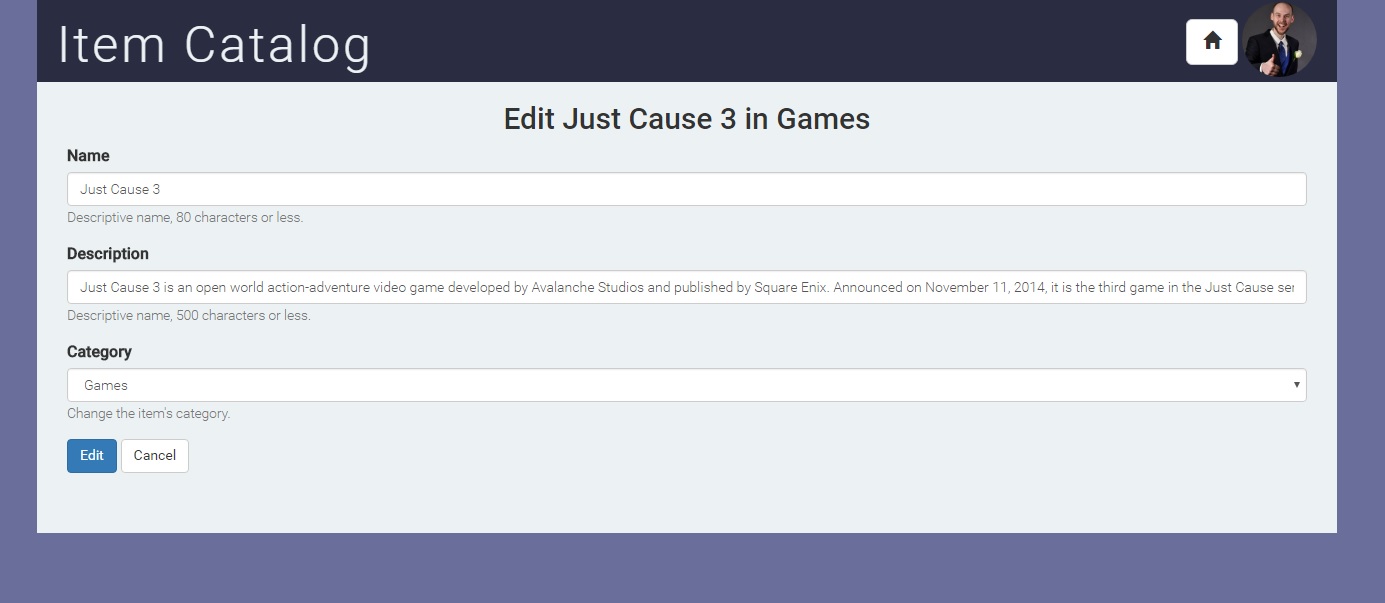 Item Catalog
Edit Just Cause 3 in Games
Name
Just Cause 3
Descriptive name, 80 characters or less.
Description
Just Cause 3 is an open world action-adventure video game developed by Avalanche Studios and published by Square Enix. Announced on November 11, 2014, it is the third game in the Just Cause ser
Descriptive name, 500 characters or less.
Category
Games
Change the item's category.
Edit Cancel